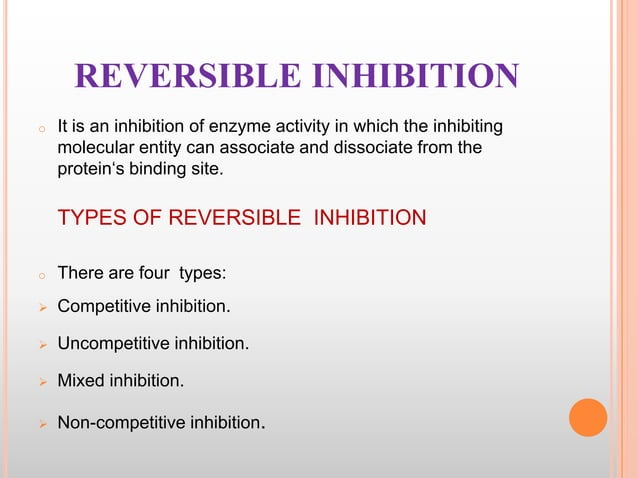 REVERSIBLE INHIBITION
It is an inhibition of enzyme activity in which the inhibiting
molecular entity can associate and dissociate from the
protein‘s binding site.
TYPES OF REVERSIBLE  INHIBITION
There are four  types:
Competitive inhibition.
Uncompetitive inhibition.
Mixed inhibition.
Non-competitive inhibition.